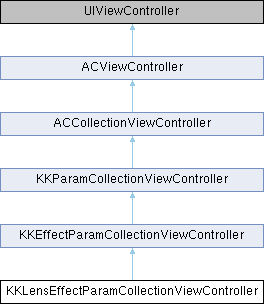 UIViewController
ACViewController
ACCollectionViewController
KKParamCollectionViewController
KKEffectParamCollectionViewController
KKLensEffectParamCollectionViewController